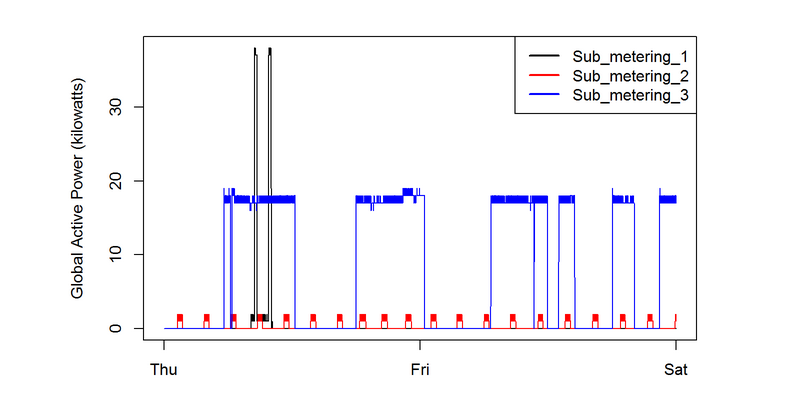 Sub_metering_1
Sub_metering_2
Sub_metering_3
Global Active Power (kilowatts)
30
20
10
0
Thu Fri Sat